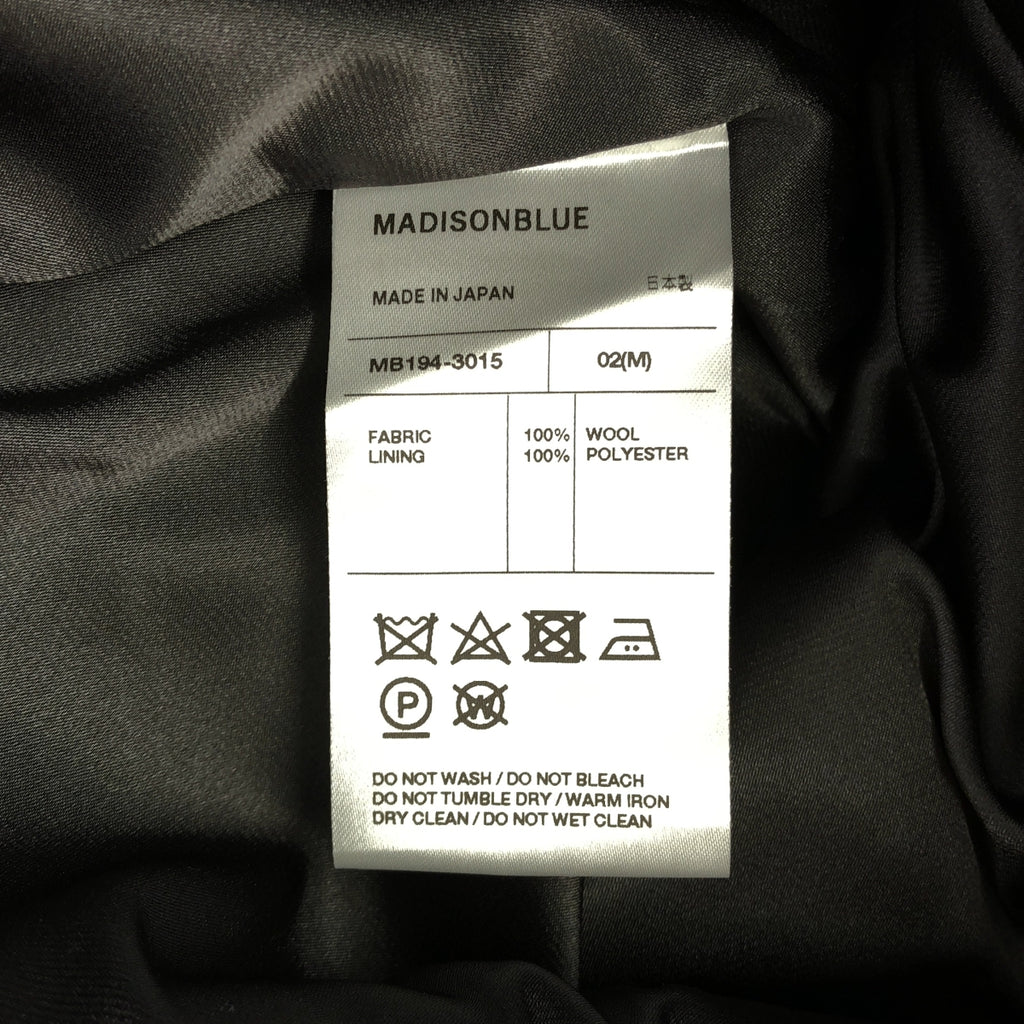 MADISONBLUE
MADE IN JAPAN 日本製
MB194-3015 02(M)
FABRIC 100% WOOL
LINING 100% POLYESTER
P W
DO NOT WASH / DO NOT BLEACH
DO NOT TUMBLE DRY / WARM IRON
DRY CLEAN / DO NOT WET CLEAN